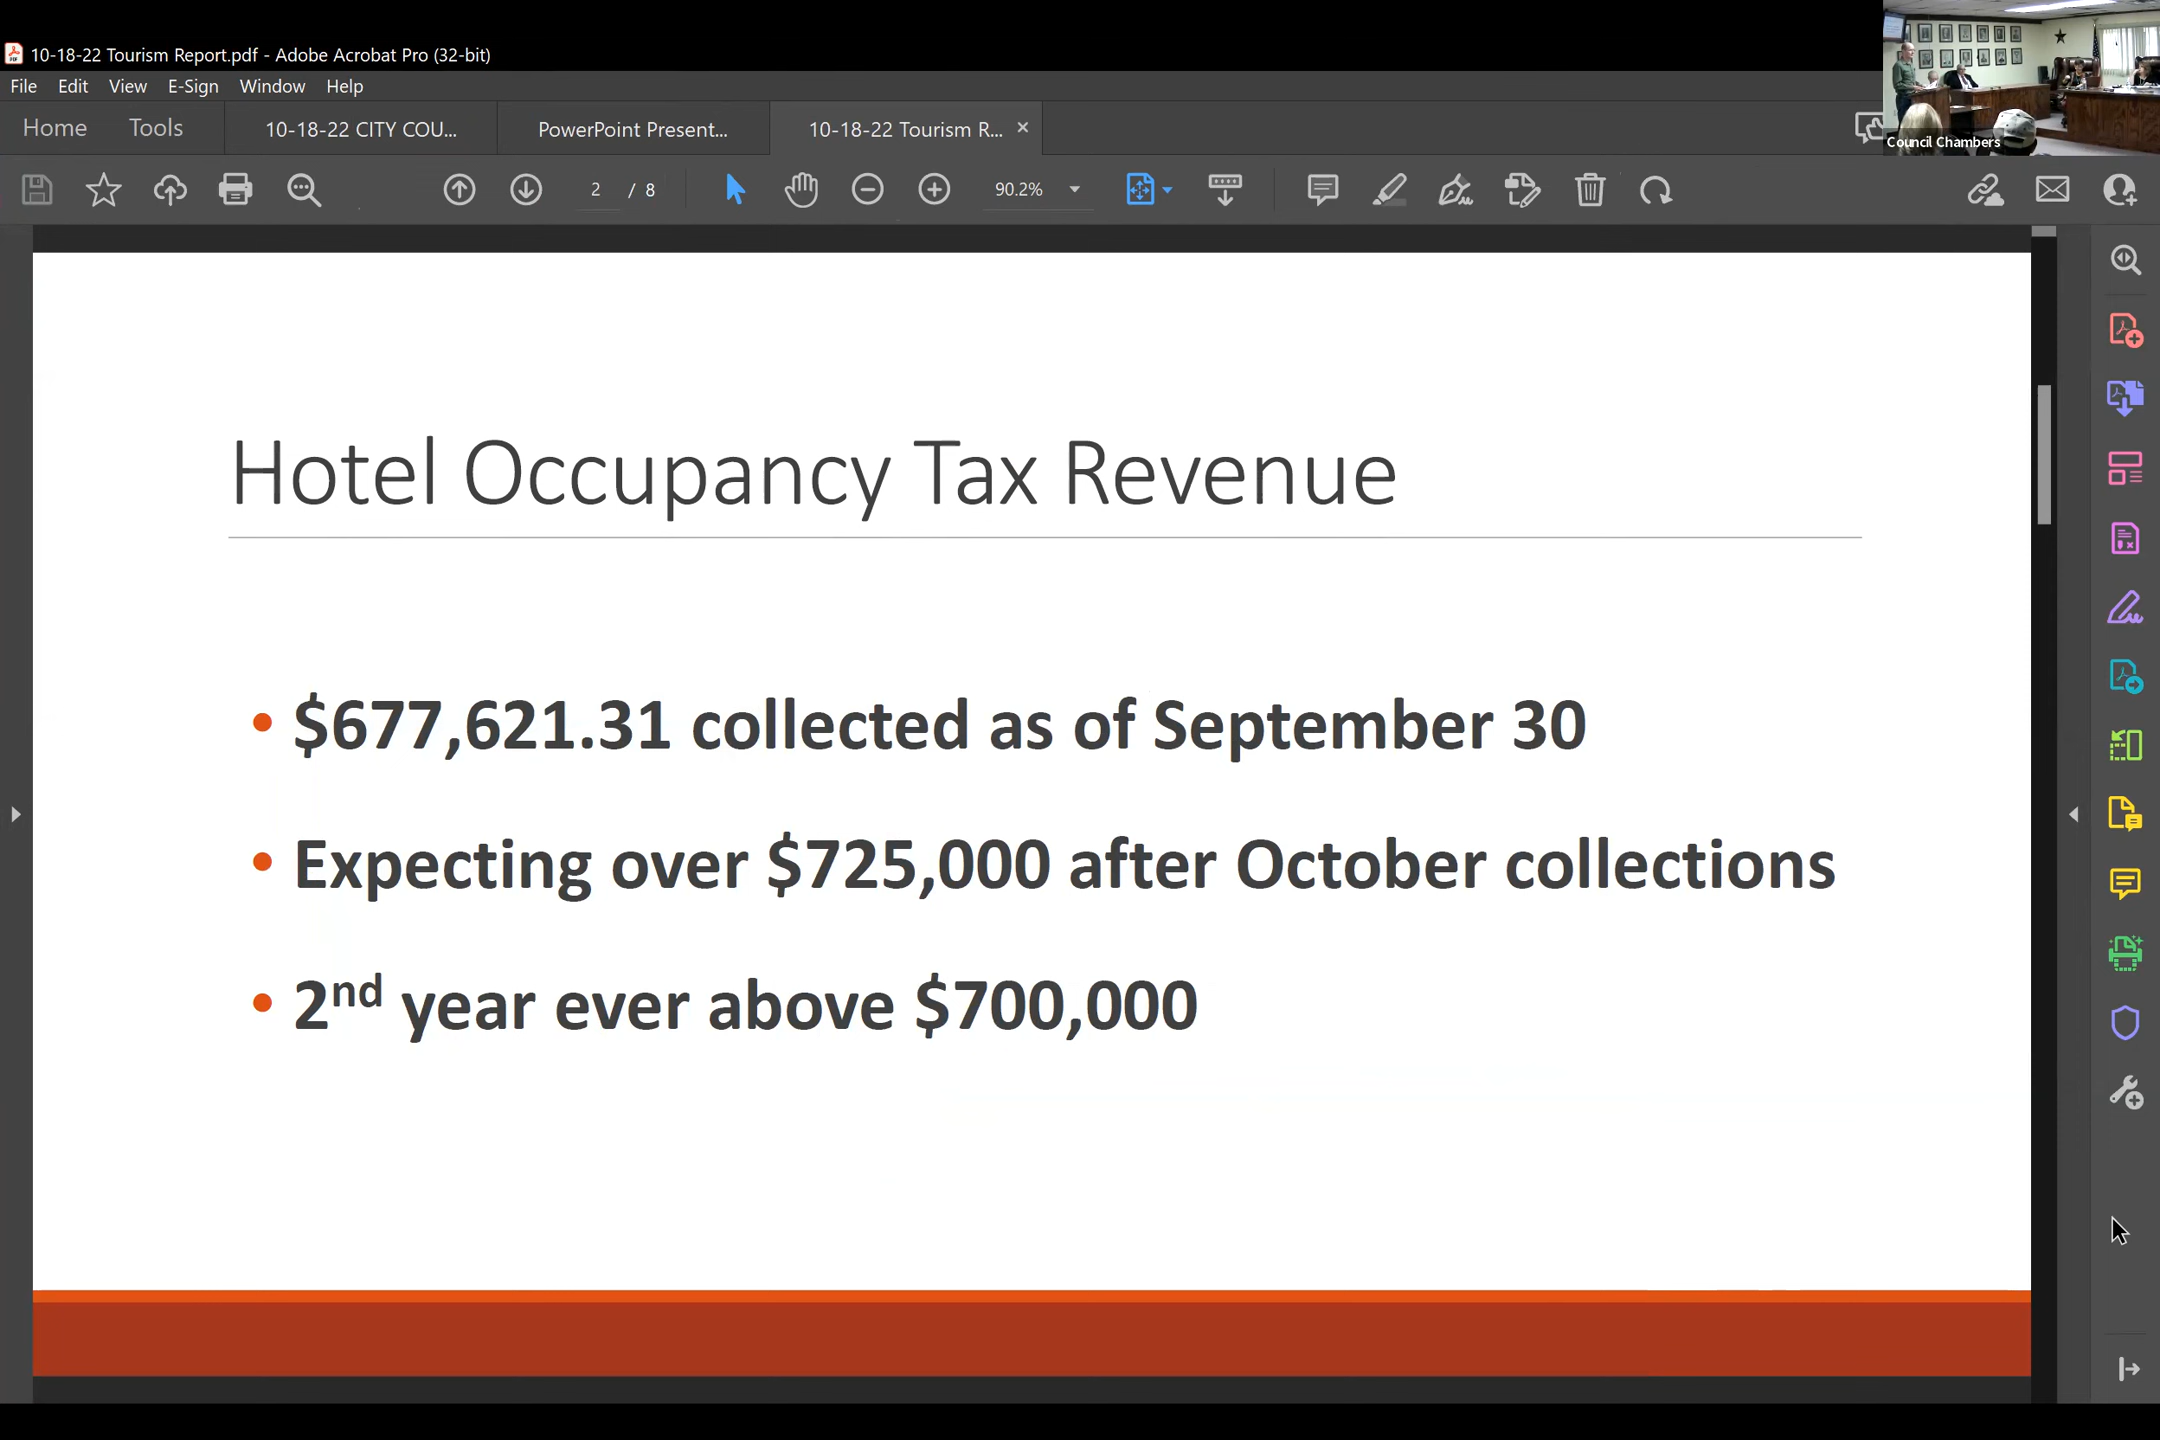 10-18-22 Tourism Report.pdf - Adobe Acrobat Pro (32-bit)
File Edit View E-Sign Window Help
Home Tools 10-18-22 CITY COU... PowerPoint Present... 10-18-22 Tourism R... ×
2 / 8 90.2%
Council Chambers
Hotel Occupancy Tax Revenue
• $677,621.31 collected as of September 30
• Expecting over $725,000 after October collections
• 2nd year ever above $700,000